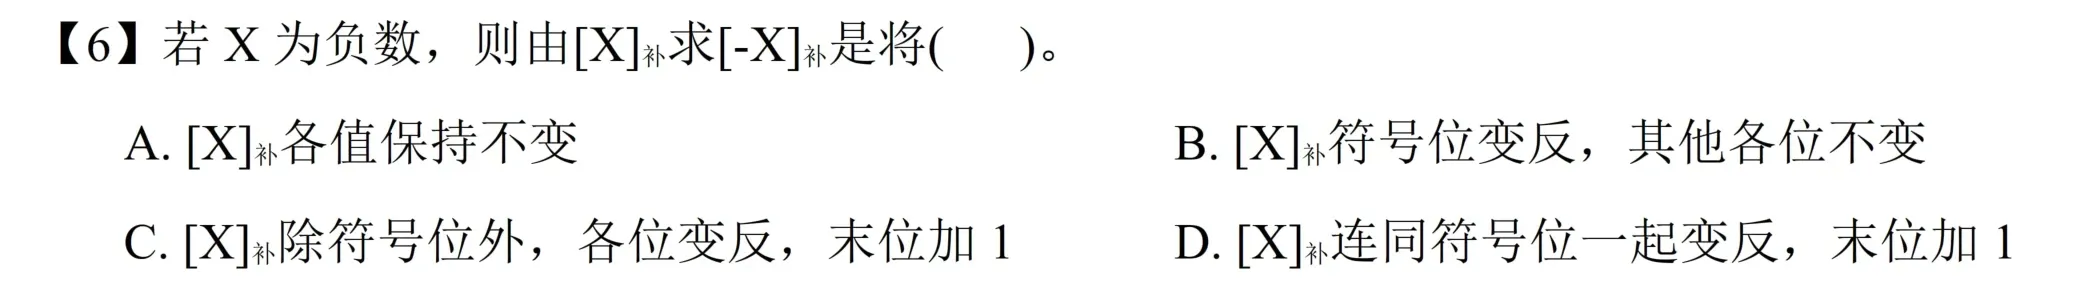 【6】若 X 为负数，则由[X]补求[-X]补是将(  )。
A. [X]补各值保持不变 B. [X]补符号位变反，其他各位不变
C. [X]补除符号位外，各位变反，末位加 1 D. [X]补连同符号位一起变反，末位加 1